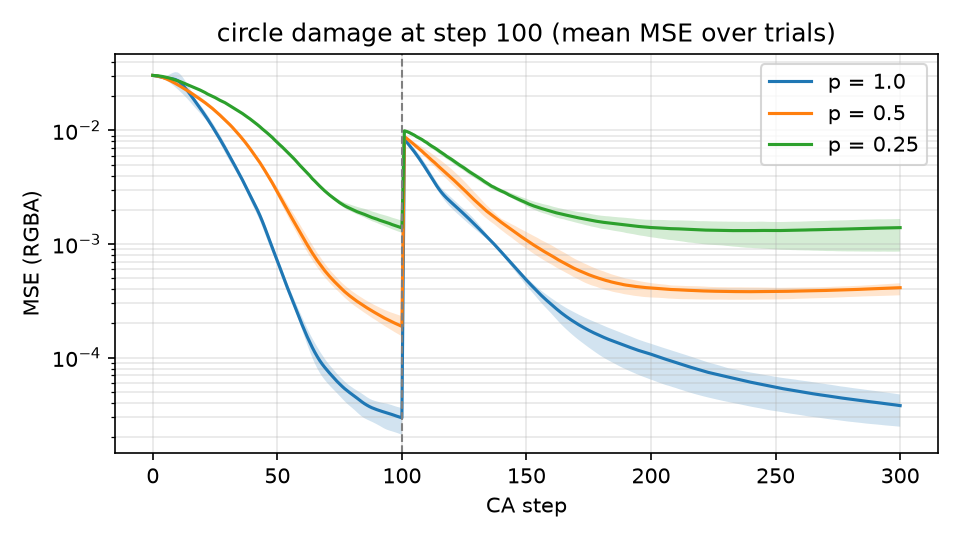 circle damage at step 100 (mean MSE over trials)
MSE (RGBA)
10⁻²
10⁻³
10⁻⁴
p = 1.0
p = 0.5
p = 0.25
0 50 100 150 200 250 300
CA step